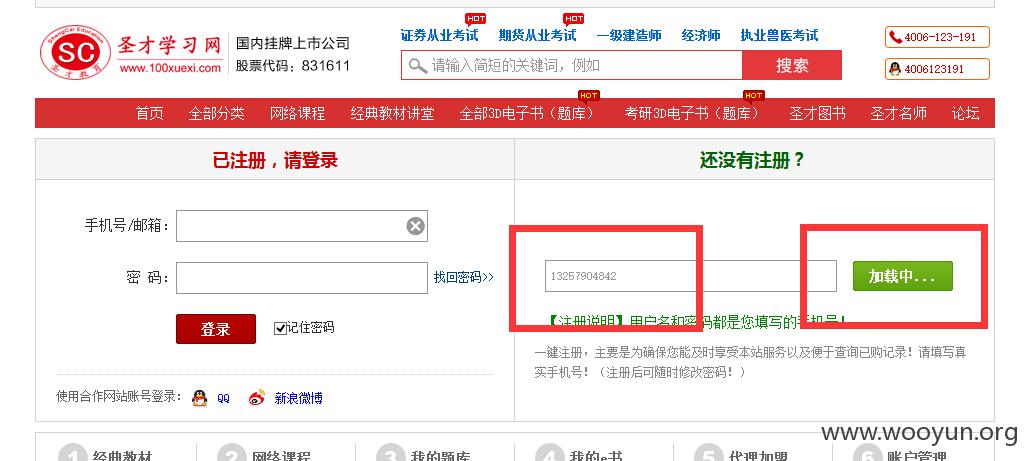 ShengCai Education
SC
圣才教育
圣才学习网
www.100xuexi.com
国内挂牌上市公司
股票代码：831611
HOT
HOT
证券从业考试 期货从业考试 一级建造师 经济师 执业兽医考试
请输入简短的关键词，例如
搜索
4006-123-191
4006123191
HOT
HOT
首页 全部分类 网络课程 经典教材讲堂 全部3D电子书（题库） 考研3D电子书（题库） 圣才图书 圣才名师 论坛
已注册，请登录
还没有注册？
手机号/邮箱：
密 码：
找回密码>>
登录
记住密码
13257904842
加载中...
【注册说明】用户名和密码都是您填写的手机号！
一键注册，主要是为确保您能及时享受本站服务以及便于查询已购记录！请填写真
实手机号！（注册后可随时修改密码！）
使用合作网站账号登录： QQ 新浪微博
www.wooyun.org
1 经典教材 2 网络课程 3 我的题库 4 我的e书 5 代理加盟 6 账户管理